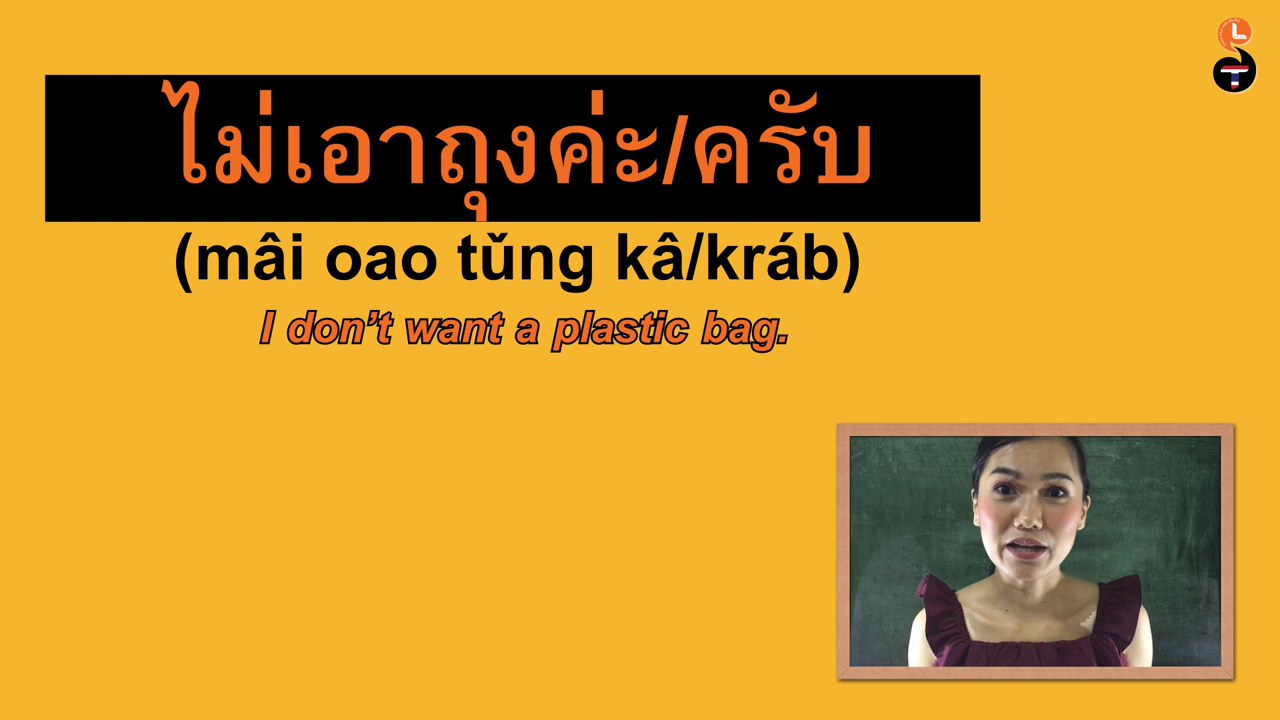 ไม่เอาถุงค่ะ/ครับ
(mâi oao tŭng kâ/kráb)
I don’t want a plastic bag.
L
T